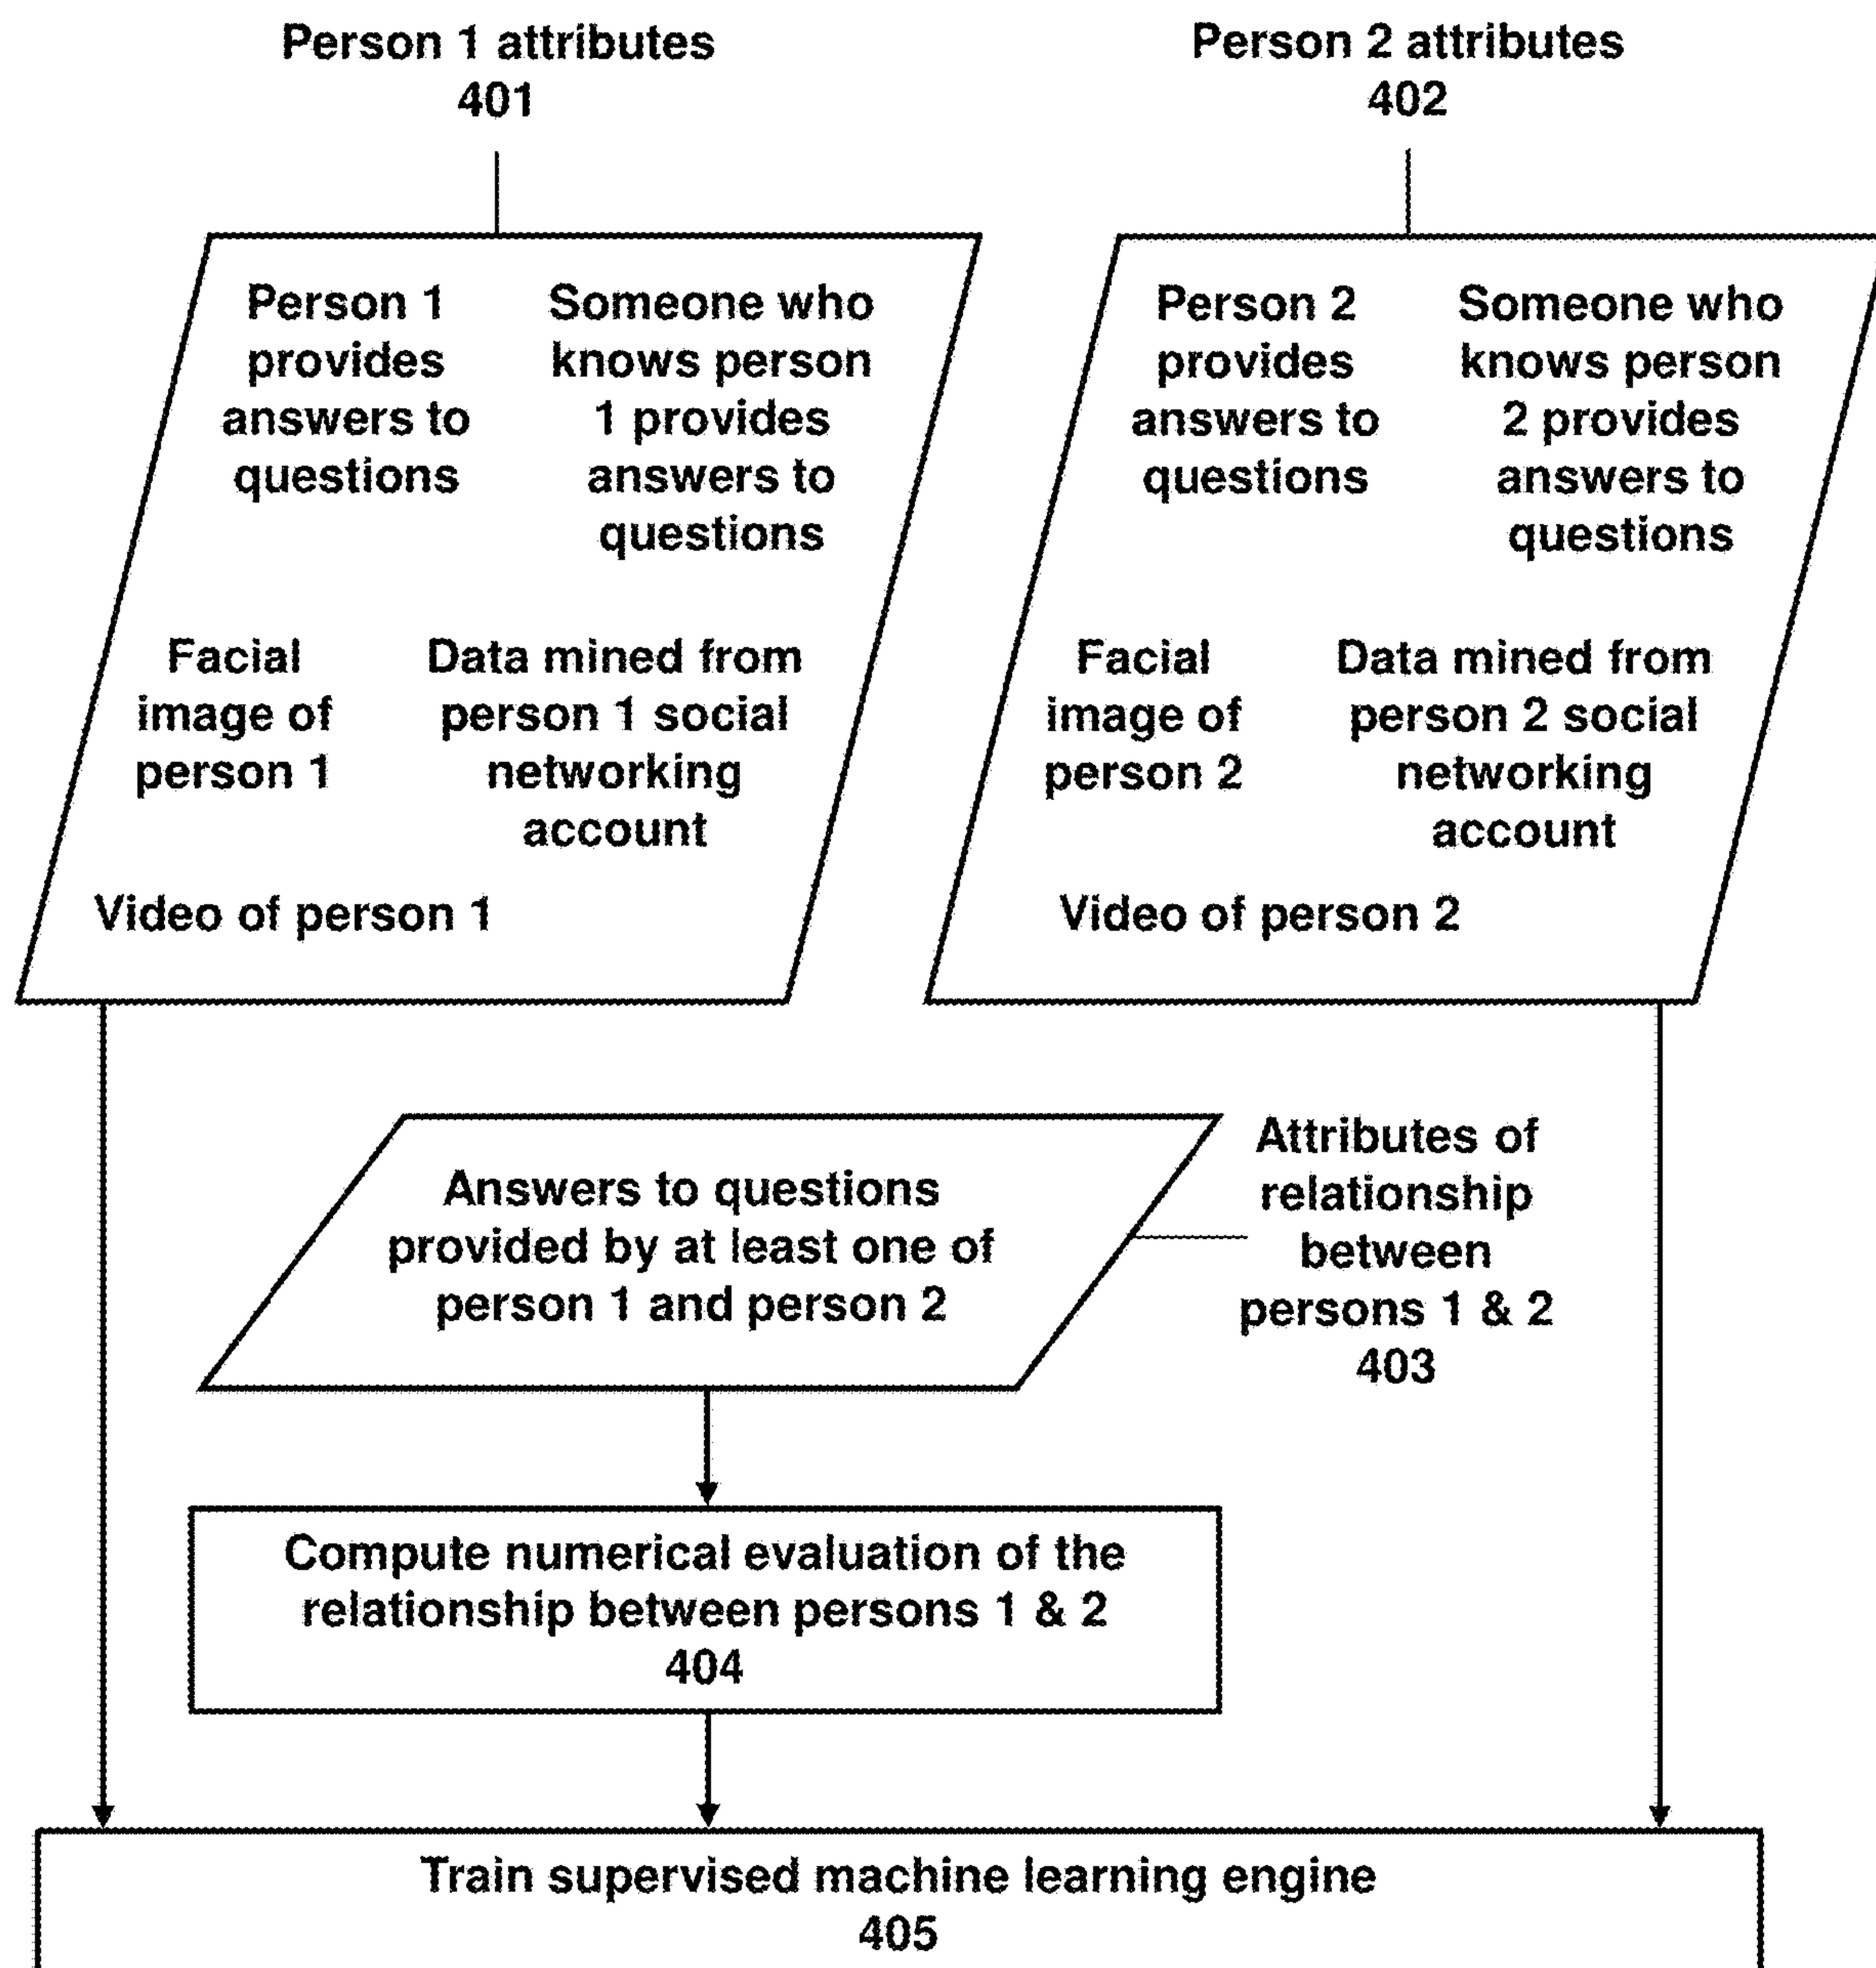 Person 1 attributes
401
Person 2 attributes
402
Person 1
provides
answers to
questions
Someone who
knows person
1 provides
answers to
questions
Facial
image of
person 1
Data mined from
person 1 social
networking
account
Video of person 1
Person 2
provides
answers to
questions
Someone who
knows person
2 provides
answers to
questions
Facial
image of
person 2
Data mined from
person 2 social
networking
account
Video of person 2
Answers to questions
provided by at least one of
person 1 and person 2
Attributes of
relationship
between
persons 1 & 2
403
Compute numerical evaluation of the
relationship between persons 1 & 2
404
Train supervised machine learning engine
405